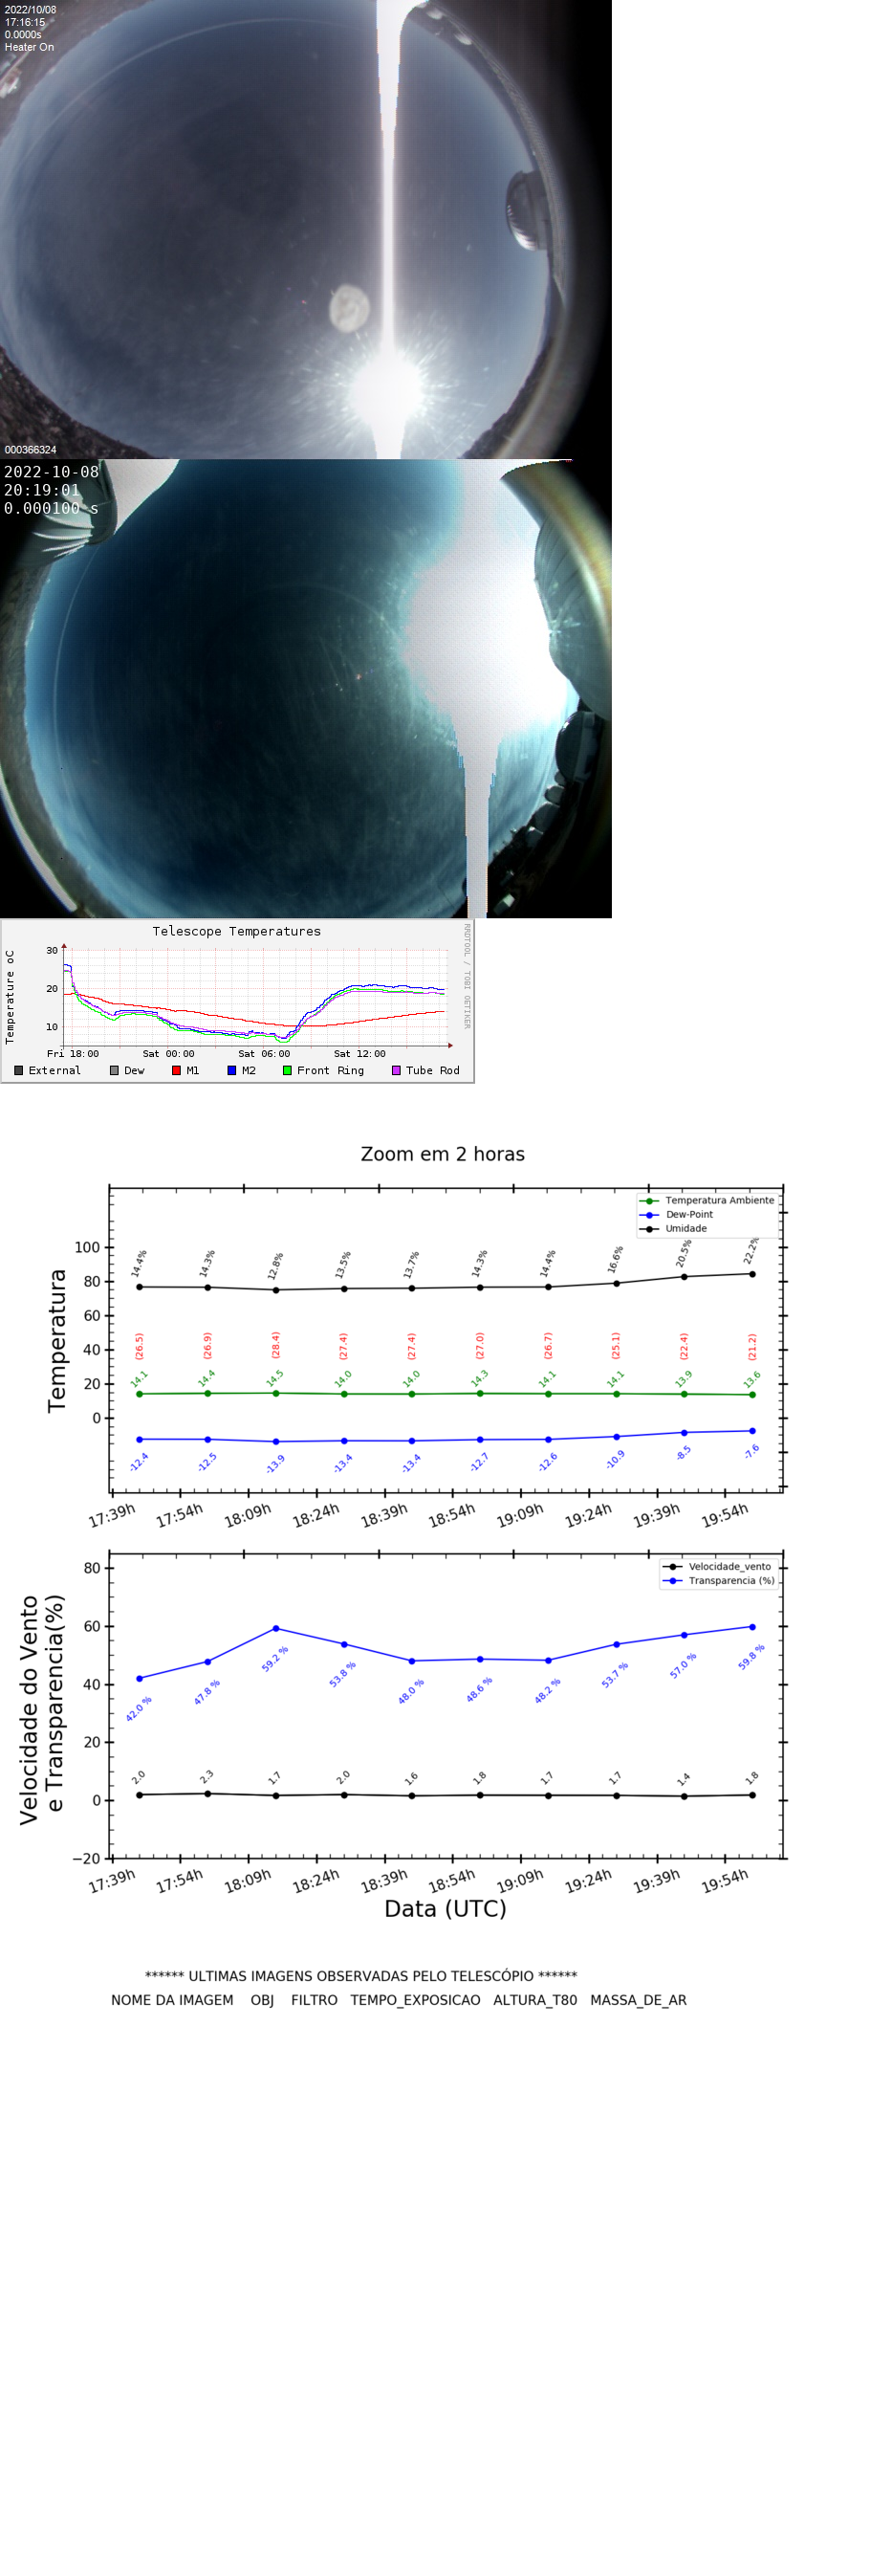 2022/10/08
17:16:15
0.0000s
Heater On
000366324
2022-10-08
20:19:01
0.000100 s
Telescope Temperatures
RRDTOOL / TOBI OETIKER
Temperature oC
30
20
10
Fri 18:00 Sat 00:00 Sat 06:00 Sat 12:00
External Dew M1 M2 Front Ring Tube Rod
Zoom em 2 horas
Temperatura Ambiente
Dew-Point
Umidade
Temperatura
100
80
60
40
20
0
14.4% 14.3% 12.8% 13.5% 13.7% 14.3% 14.4% 16.6% 20.5% 22.2%
(26.5) (26.9) (28.4) (27.4) (27.4) (27.0) (26.7) (25.1) (22.4) (21.2)
14.1 14.4 14.5 14.0 14.0 14.3 14.1 14.1 13.9 13.6
-12.4 -12.5 -13.9 -13.4 -13.4 -12.7 -12.6 -10.9 -8.5 -7.6
17:39h 17:54h 18:09h 18:24h 18:39h 18:54h 19:09h 19:24h 19:39h 19:54h
Velocidade_vento
Transparencia (%)
Velocidade do Vento
e Transparencia(%)
80
60
40
20
0
−20
42.0 % 47.8 % 59.2 % 53.8 % 48.0 % 48.6 % 48.2 % 53.7 % 57.0 % 59.8 %
2.0 2.3 1.7 2.0 1.6 1.8 1.7 1.7 1.4 1.8
17:39h 17:54h 18:09h 18:24h 18:39h 18:54h 19:09h 19:24h 19:39h 19:54h
Data (UTC)
****** ULTIMAS IMAGENS OBSERVADAS PELO TELESCÓPIO ******
NOME DA IMAGEM OBJ FILTRO TEMPO_EXPOSICAO ALTURA_T80 MASSA_DE_AR